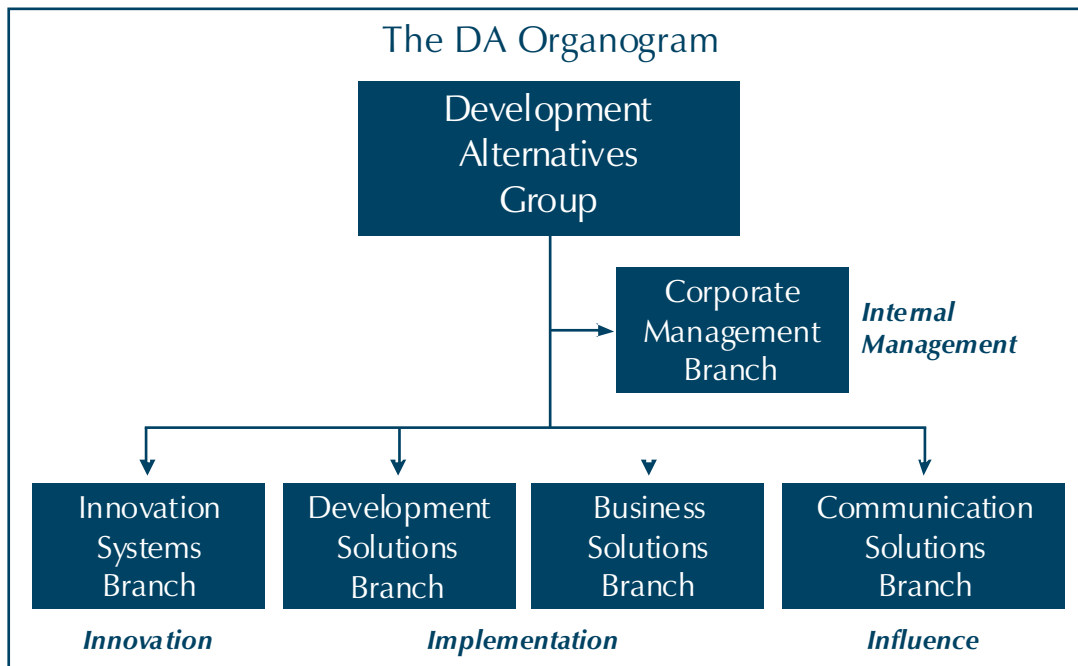 The DA Organogram
Development
Alternatives
Group
Corporate
Management
Branch
Internal
Management
Innovation
Systems
Branch
Development
Solutions
Branch
Business
Solutions
Branch
Communication
Solutions
Branch
Innovation
Implementation
Influence